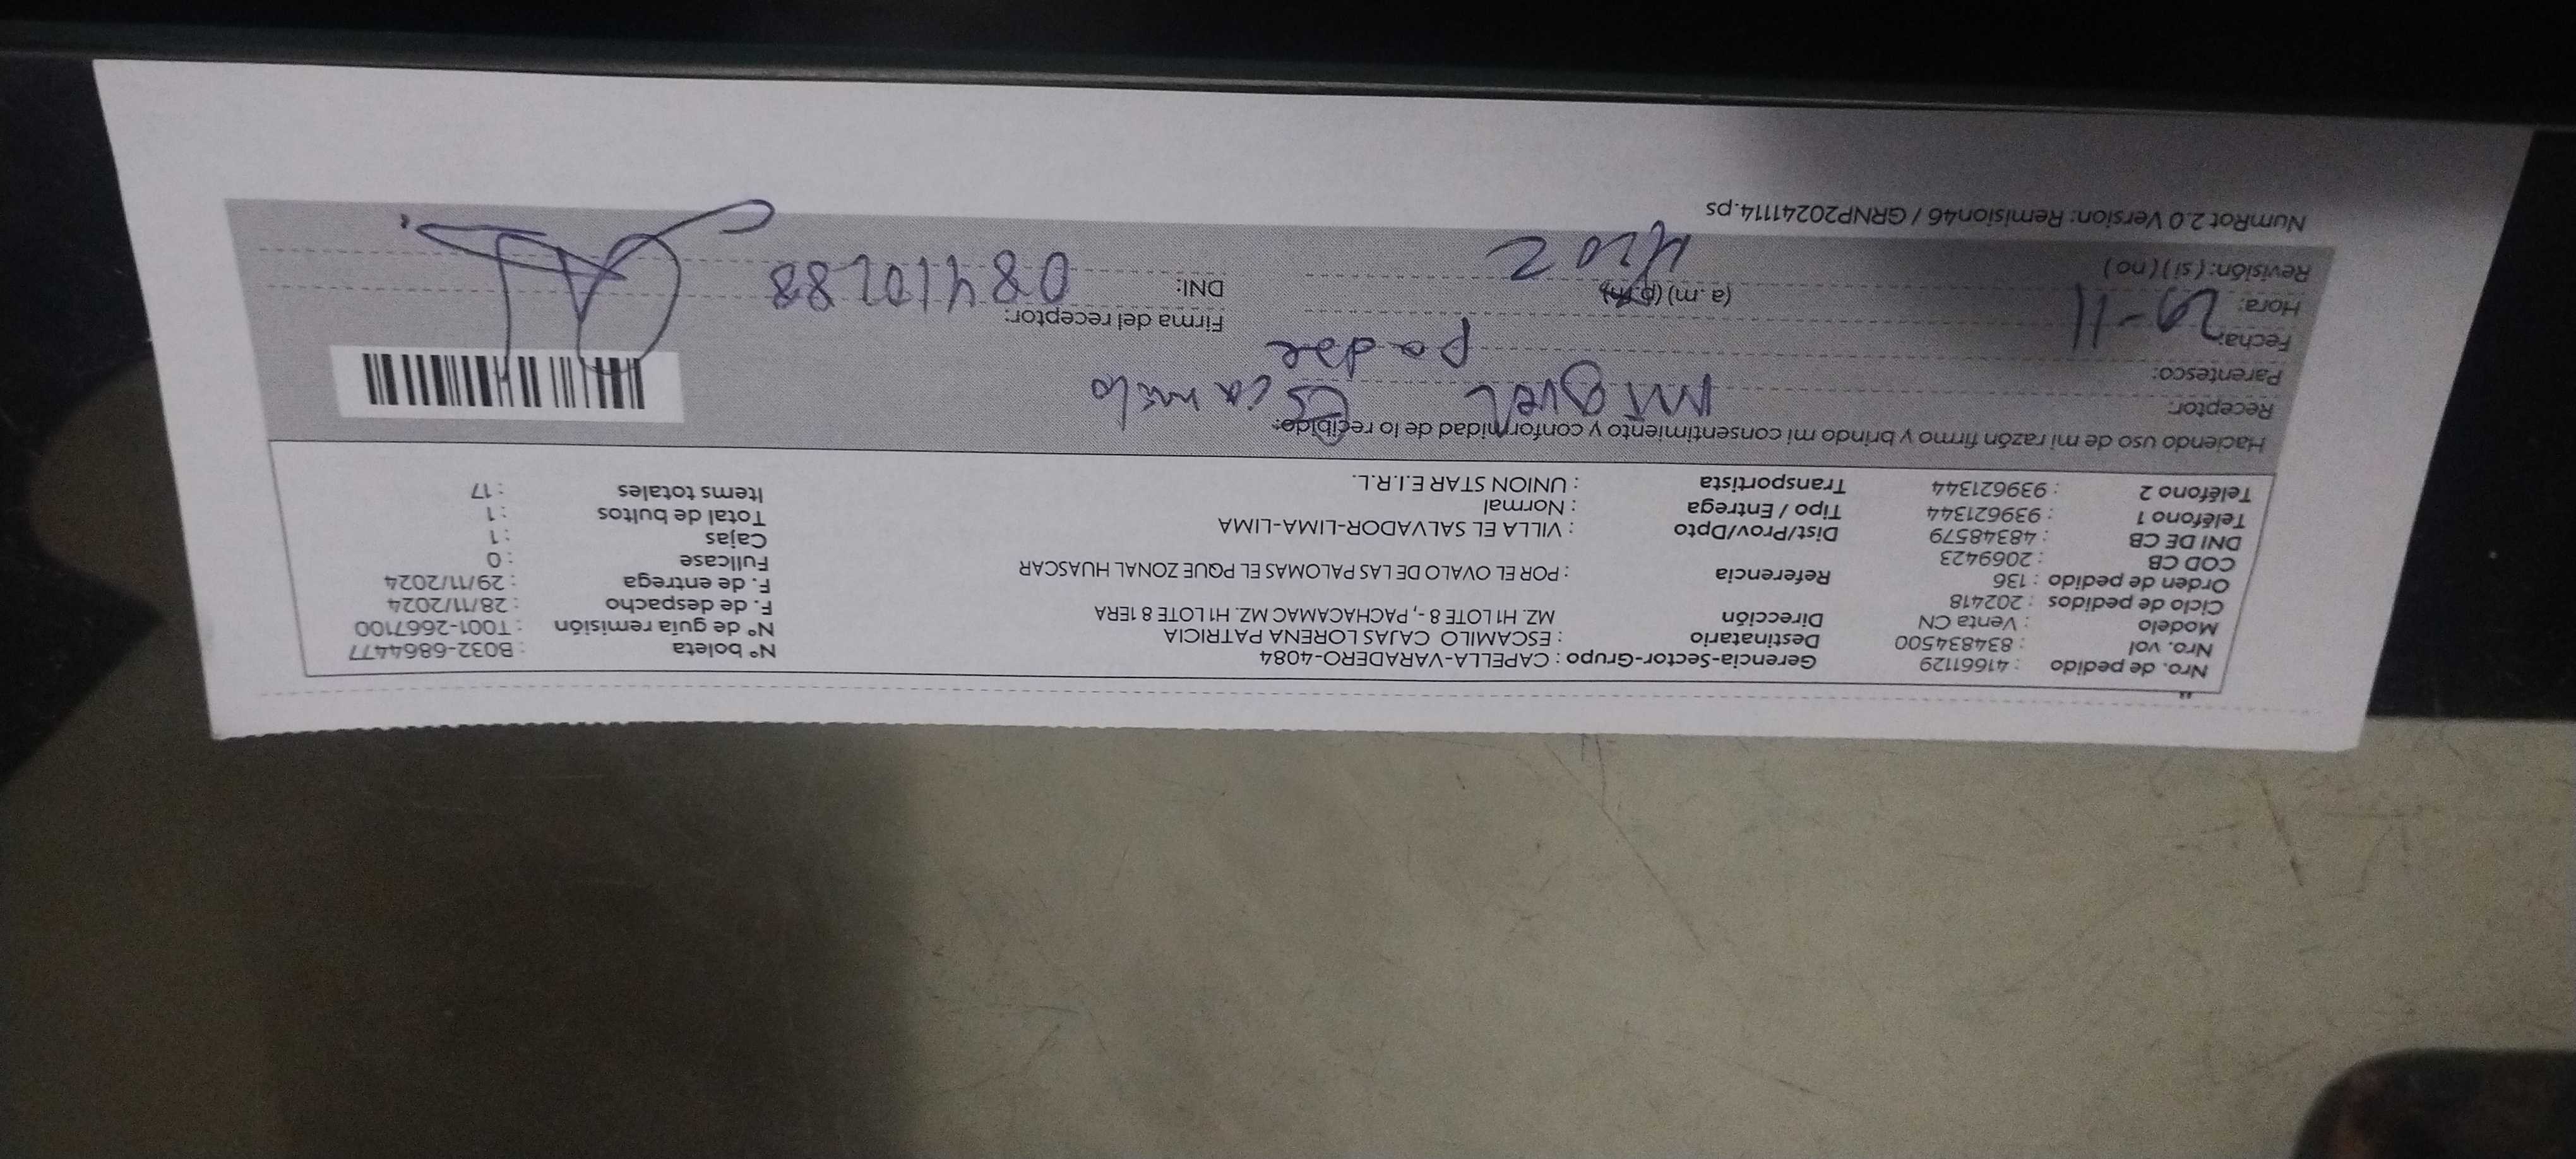 Nro. de pedido : 41661129 Gerencia-Sector-Grupo : CAPELLA-VARADERO-4084 Nº boleta : B032-6864477
Nro. vol : 834834500 Destinatario : ESCAMILO CAJAS LORENA PATRICIA Nº de guía remisión : T001-2667100
Modelo : Venta CN Dirección MZ. H1 LOTE 8 -, PACHACAMAC MZ. H1 LOTE 8 1ERA F. de despacho : 28/11/2024
Ciclo de pedidos : 202418 F. de entrega : 29/11/2024
Orden de pedido : 136 Referencia : POR EL OVALO DE LAS PALOMAS EL PQUE ZONAL HUASCAR Fullcase : 0
COD CB : 2069423 Cajas : 1
DNI DE CB : 48348579 Dist/Prov/Dpto : VILLA EL SALVADOR-LIMA-LIMA Total de bultos : 1
Teléfono 1 : 939621344 Tipo / Entrega : Normal Items totales : 17
Teléfono 2 : 939621344 Transportista : UNION STAR E.I.R.L.
Haciendo uso de mi razón firmo y brindo mi consentimiento y conformidad de lo recibido:
Receptor: Miguel Escamilo
Parentesco: padre
Fecha: 29-11 Firma del receptor:
Hora: (a.m) (p.m) DNI: 08410288
Revisión: ( si ) ( no )
NumRot 2.0 Version: Remision46 / GRNP20241114.ps